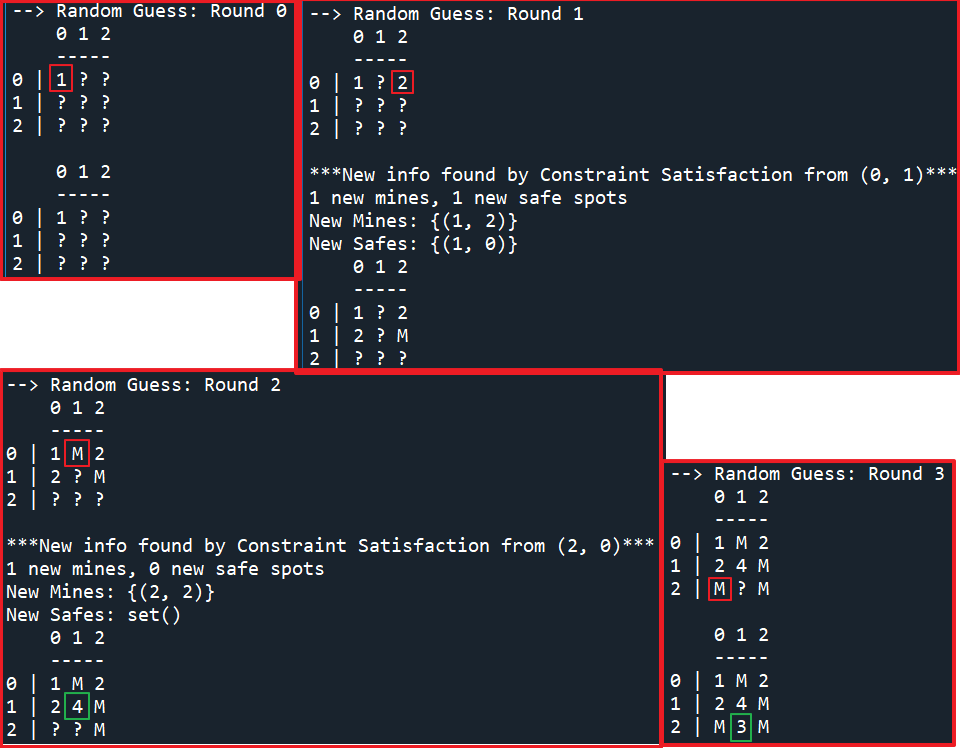 --> Random Guess: Round 0
    0 1 2
    -----
0 | 1 ? ?
1 | ? ? ?
2 | ? ? ?
    0 1 2
    -----
0 | 1 ? ?
1 | ? ? ?
2 | ? ? ?
--> Random Guess: Round 1
    0 1 2
    -----
0 | 1 ? 2
1 | ? ? ?
2 | ? ? ?
***New info found by Constraint Satisfaction from (0, 1)***
1 new mines, 1 new safe spots
New Mines: {(1, 2)}
New Safes: {(1, 0)}
    0 1 2
    -----
0 | 1 ? 2
1 | 2 ? M
2 | ? ? ?
--> Random Guess: Round 2
    0 1 2
    -----
0 | 1 M 2
1 | 2 ? M
2 | ? ? ?
***New info found by Constraint Satisfaction from (2, 0)***
1 new mines, 0 new safe spots
New Mines: {(2, 2)}
New Safes: set()
    0 1 2
    -----
0 | 1 M 2
1 | 2 4 M
2 | ? ? M
--> Random Guess: Round 3
    0 1 2
    -----
0 | 1 M 2
1 | 2 4 M
2 | M ? M
    0 1 2
    -----
0 | 1 M 2
1 | 2 4 M
2 | M 3 M